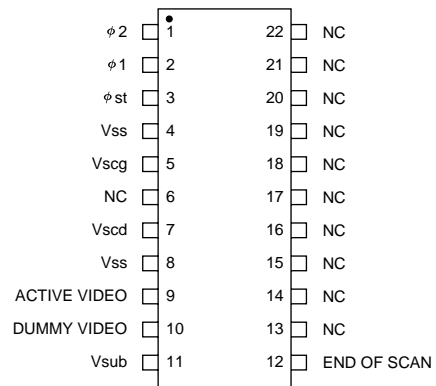 φ2 1 22 NC
φ1 2 21 NC
φst 3 20 NC
Vss 4 19 NC
Vscg 5 18 NC
NC 6 17 NC
Vscd 7 16 NC
Vss 8 15 NC
ACTIVE VIDEO 9 14 NC
DUMMY VIDEO 10 13 NC
Vsub 11 12 END OF SCAN